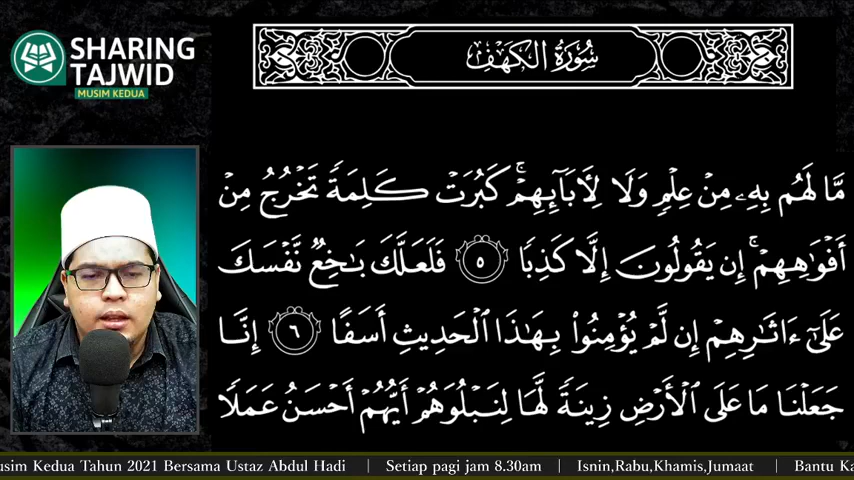 SHARING
TAJWID
MUSIM KEDUA
سُورَةُ الكَهْفِ
مَّا لَهُم بِهِۦ مِنْ عِلْمٍ وَلَا لِأَبَآئِهِمْ ۚ كَبُرَتْ كَلِمَةً تَخْرُجُ مِنْ
أَفْوَٰهِهِمْ ۚ إِن يَقُولُونَ إِلَّا كَذِبًا ٥ فَلَعَلَّكَ بَـٰخِعٌ نَّفْسَكَ
عَلَىٰٓ ءَاثَـٰرِهِمْ إِن لَّمْ يُؤْمِنُوا۟ بِهَـٰذَا ٱلْحَدِيثِ أَسَفًا ٦ إِنَّا
جَعَلْنَا مَا عَلَى ٱلْأَرْضِ زِينَةً لَّهَا لِنَبْلُوَهُمْ أَيُّهُمْ أَحْسَنُ عَمَلًا
usim Kedua Tahun 2021 Bersama Ustaz Abdul Hadi | Setiap pagi jam 8.30am | Isnin,Rabu,Khamis,Jumaat | Bantu Ka